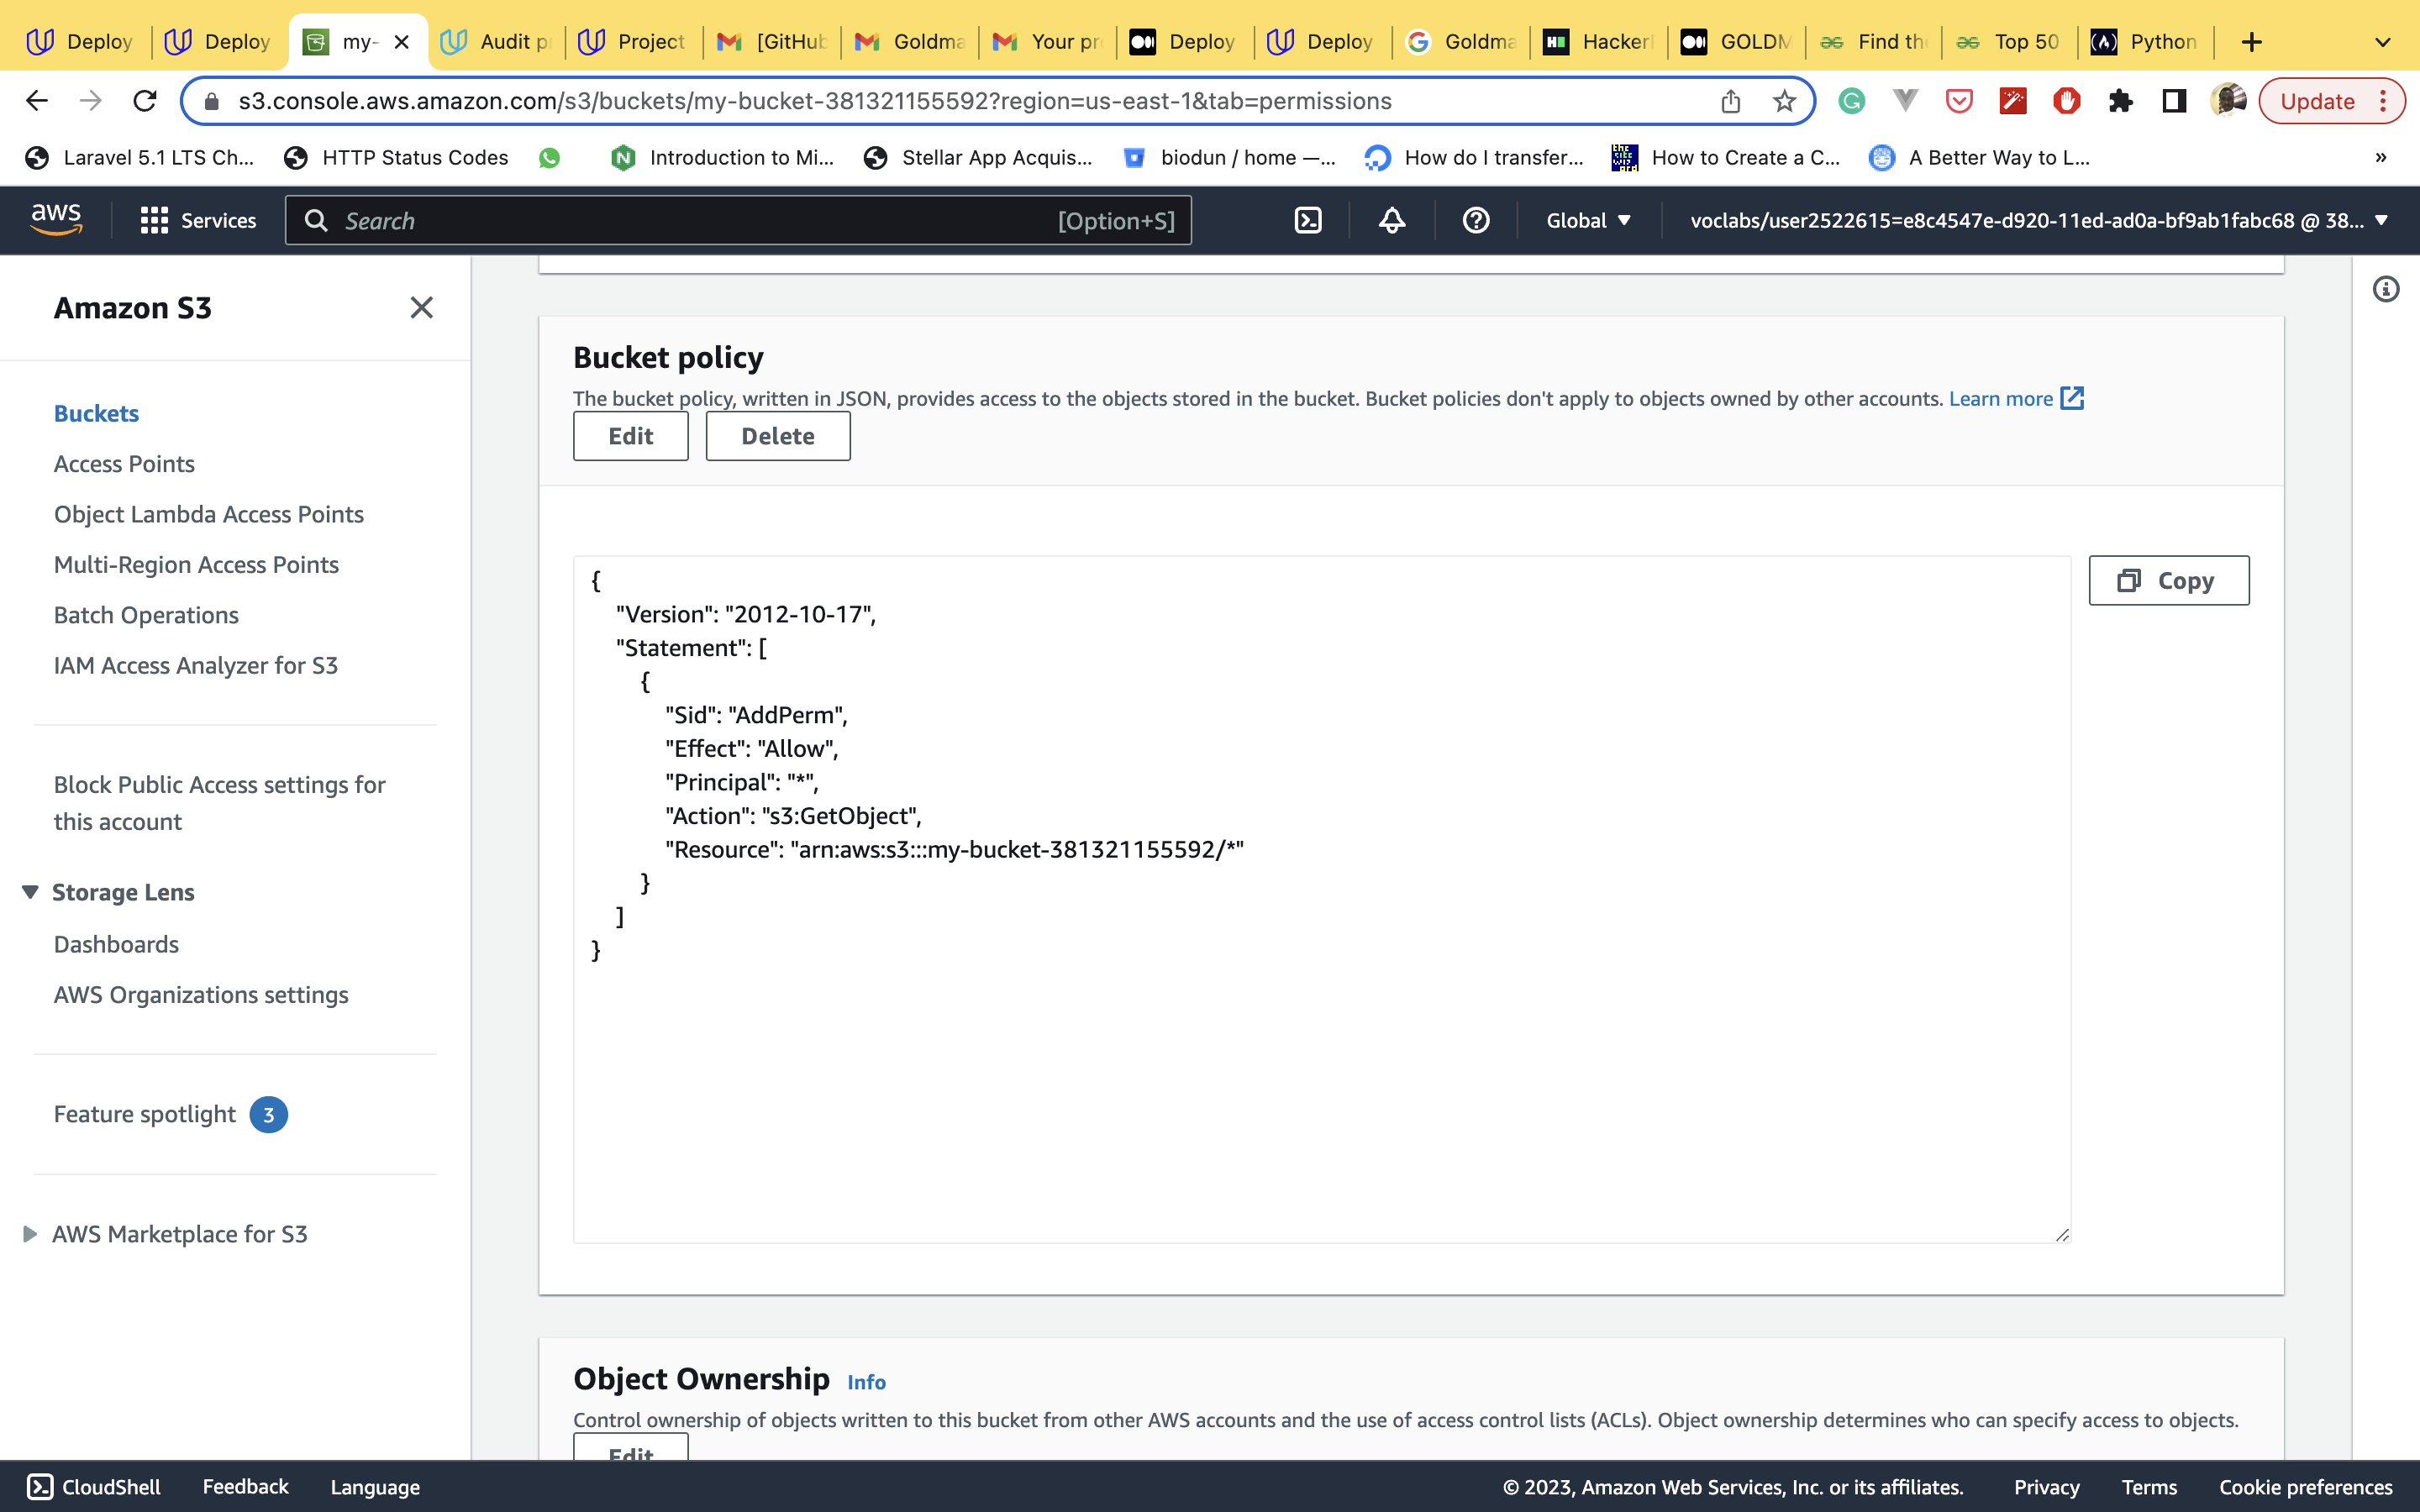 Deploy
Deploy
my-
Audit p
Project
[GitHub
Goldma
Your pr
Deploy
Deploy
Goldma
Hacker
GOLDM
Find th
Top 50
Python
s3.console.aws.amazon.com/s3/buckets/my-bucket-381321155592?region=us-east-1&tab=permissions
Update
Laravel 5.1 LTS Ch...
HTTP Status Codes
Introduction to Mi...
Stellar App Acquis...
biodun / home —...
How do I transfer...
How to Create a C...
A Better Way to L...
»
aws
Services
Search
[Option+S]
Global
voclabs/user2522615=e8c4547e-d920-11ed-ad0a-bf9ab1fabc68 @ 38...
Amazon S3
Buckets
Access Points
Object Lambda Access Points
Multi-Region Access Points
Batch Operations
IAM Access Analyzer for S3
Block Public Access settings for
this account
Storage Lens
Dashboards
AWS Organizations settings
Feature spotlight 3
AWS Marketplace for S3
Bucket policy
The bucket policy, written in JSON, provides access to the objects stored in the bucket. Bucket policies don't apply to objects owned by other accounts. Learn more
Edit
Delete
Copy
{
"Version": "2012-10-17",
"Statement": [
{
"Sid": "AddPerm",
"Effect": "Allow",
"Principal": "*",
"Action": "s3:GetObject",
"Resource": "arn:aws:s3:::my-bucket-381321155592/*"
}
]
}
Object Ownership Info
Control ownership of objects written to this bucket from other AWS accounts and the use of access control lists (ACLs). Object ownership determines who can specify access to objects.
Edit
CloudShell
Feedback
Language
© 2023, Amazon Web Services, Inc. or its affiliates.
Privacy
Terms
Cookie preferences